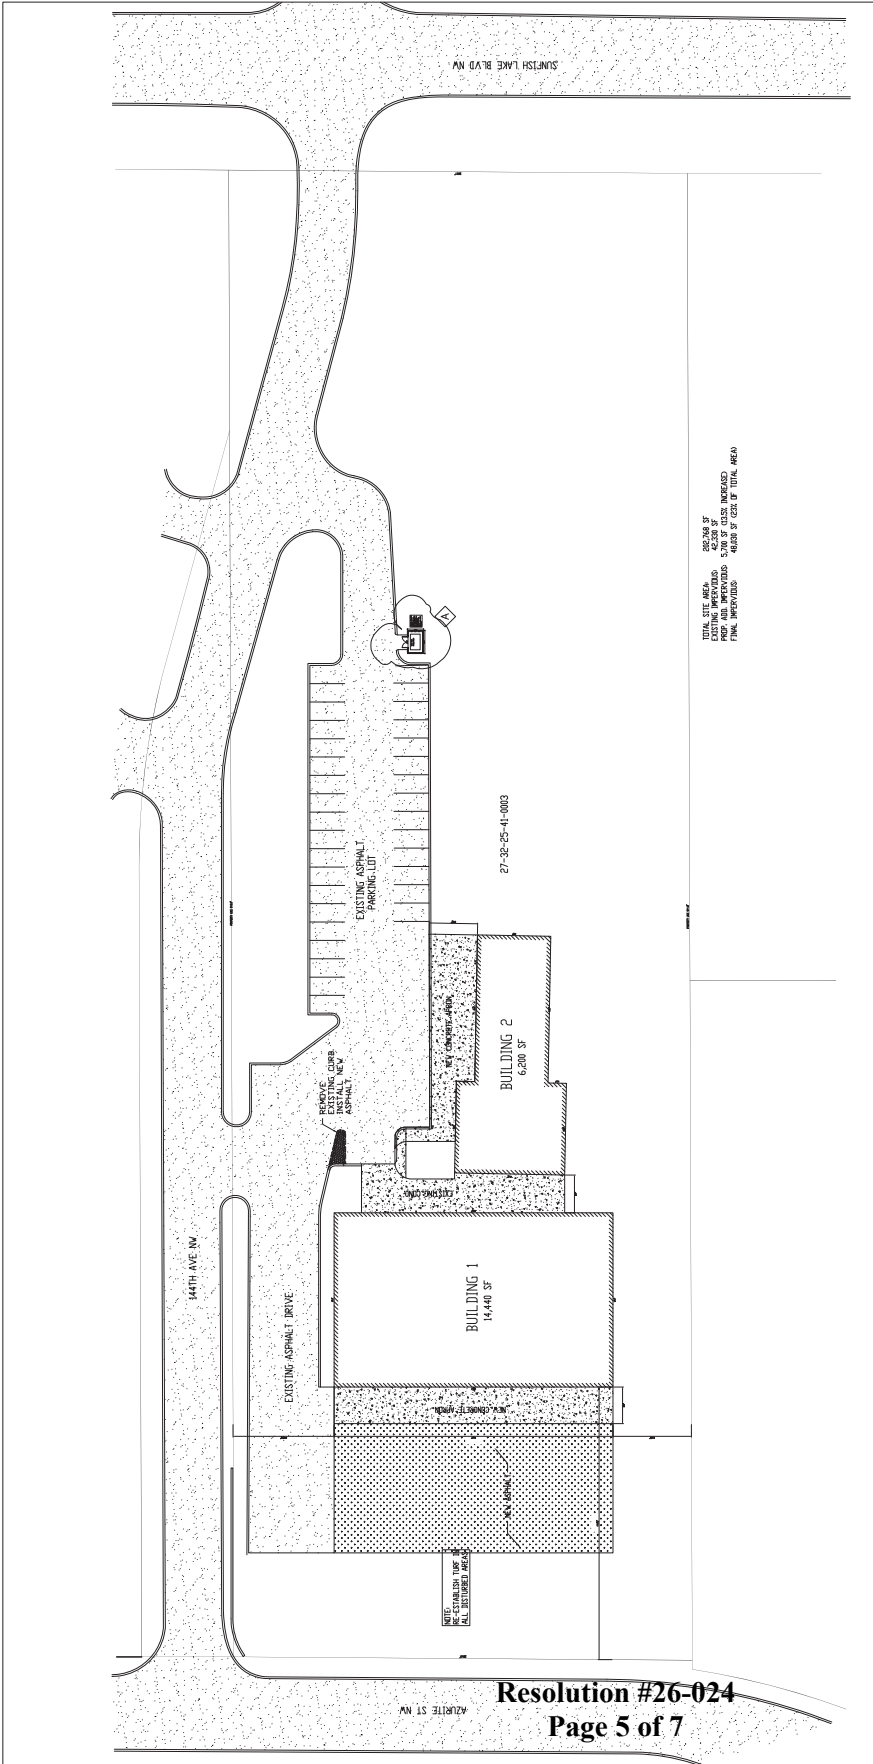 SUNFISH LAKE BLVD NW
TOTAL SITE AREA: 202,768 SF
EXISTING IMPERVIOUS: 42,330 SF
PROP. ADD. IMPERVIOUS: 5,700 SF (13.5% INCREASE)
FINAL IMPERVIOUS: 48,030 SF (23% OF TOTAL AREA)
A
27-32-25-41-0003
EXISTING ASPHALT
PARKING LOT
NEW CONCRETE APRON
BUILDING 2
6,200 SF
REMOVE
EXISTING CURB.
INSTALL NEW
ASPHALT
EXISTING CONC
144TH AVE NW
BUILDING 1
14,440 SF
EXISTING ASPHALT DRIVE
NEW CONCRETE APRON
NEW ASPHALT
NOTE:
RE-ESTABLISH TURF IN
ALL DISTURBED AREAS
AZURITE ST NW
Resolution #26-024
Page 5 of 7